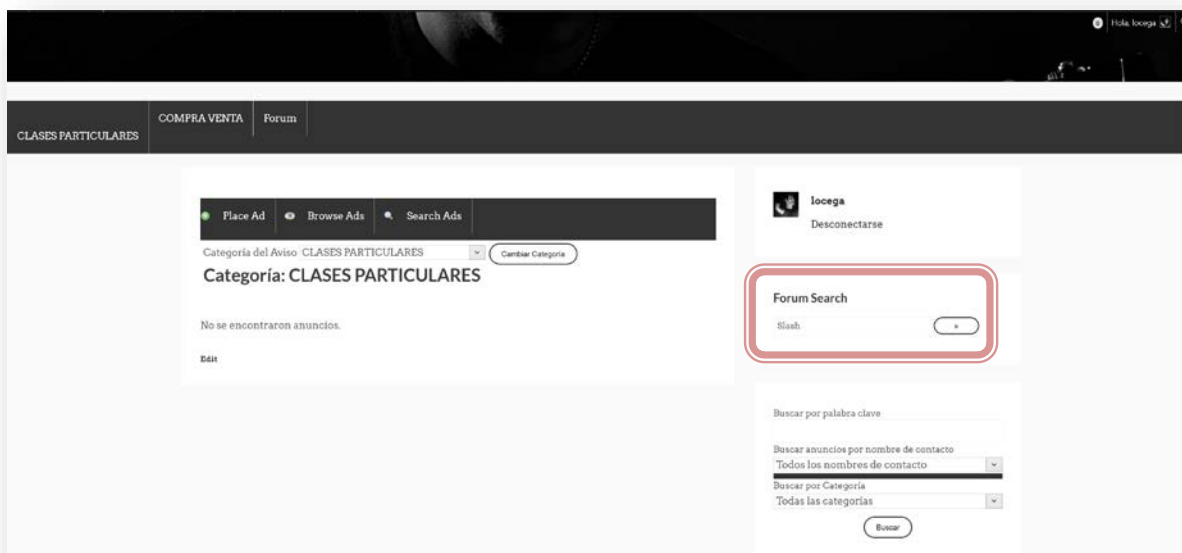 0 Hola, locega
CLASES PARTICULARES
COMPRA VENTA
Forum
Place Ad
Browse Ads
Search Ads
Categoría del Aviso CLASES PARTICULARES
Cambiar Categoría
Categoría: CLASES PARTICULARES
No se encontraron anuncios.
Edit
locega
Desconectarse
Forum Search
Slash
»
Buscar por palabra clave
Buscar anuncios por nombre de contacto
Todos los nombres de contacto
Buscar por Categoría
Todas las categorías
Buscar